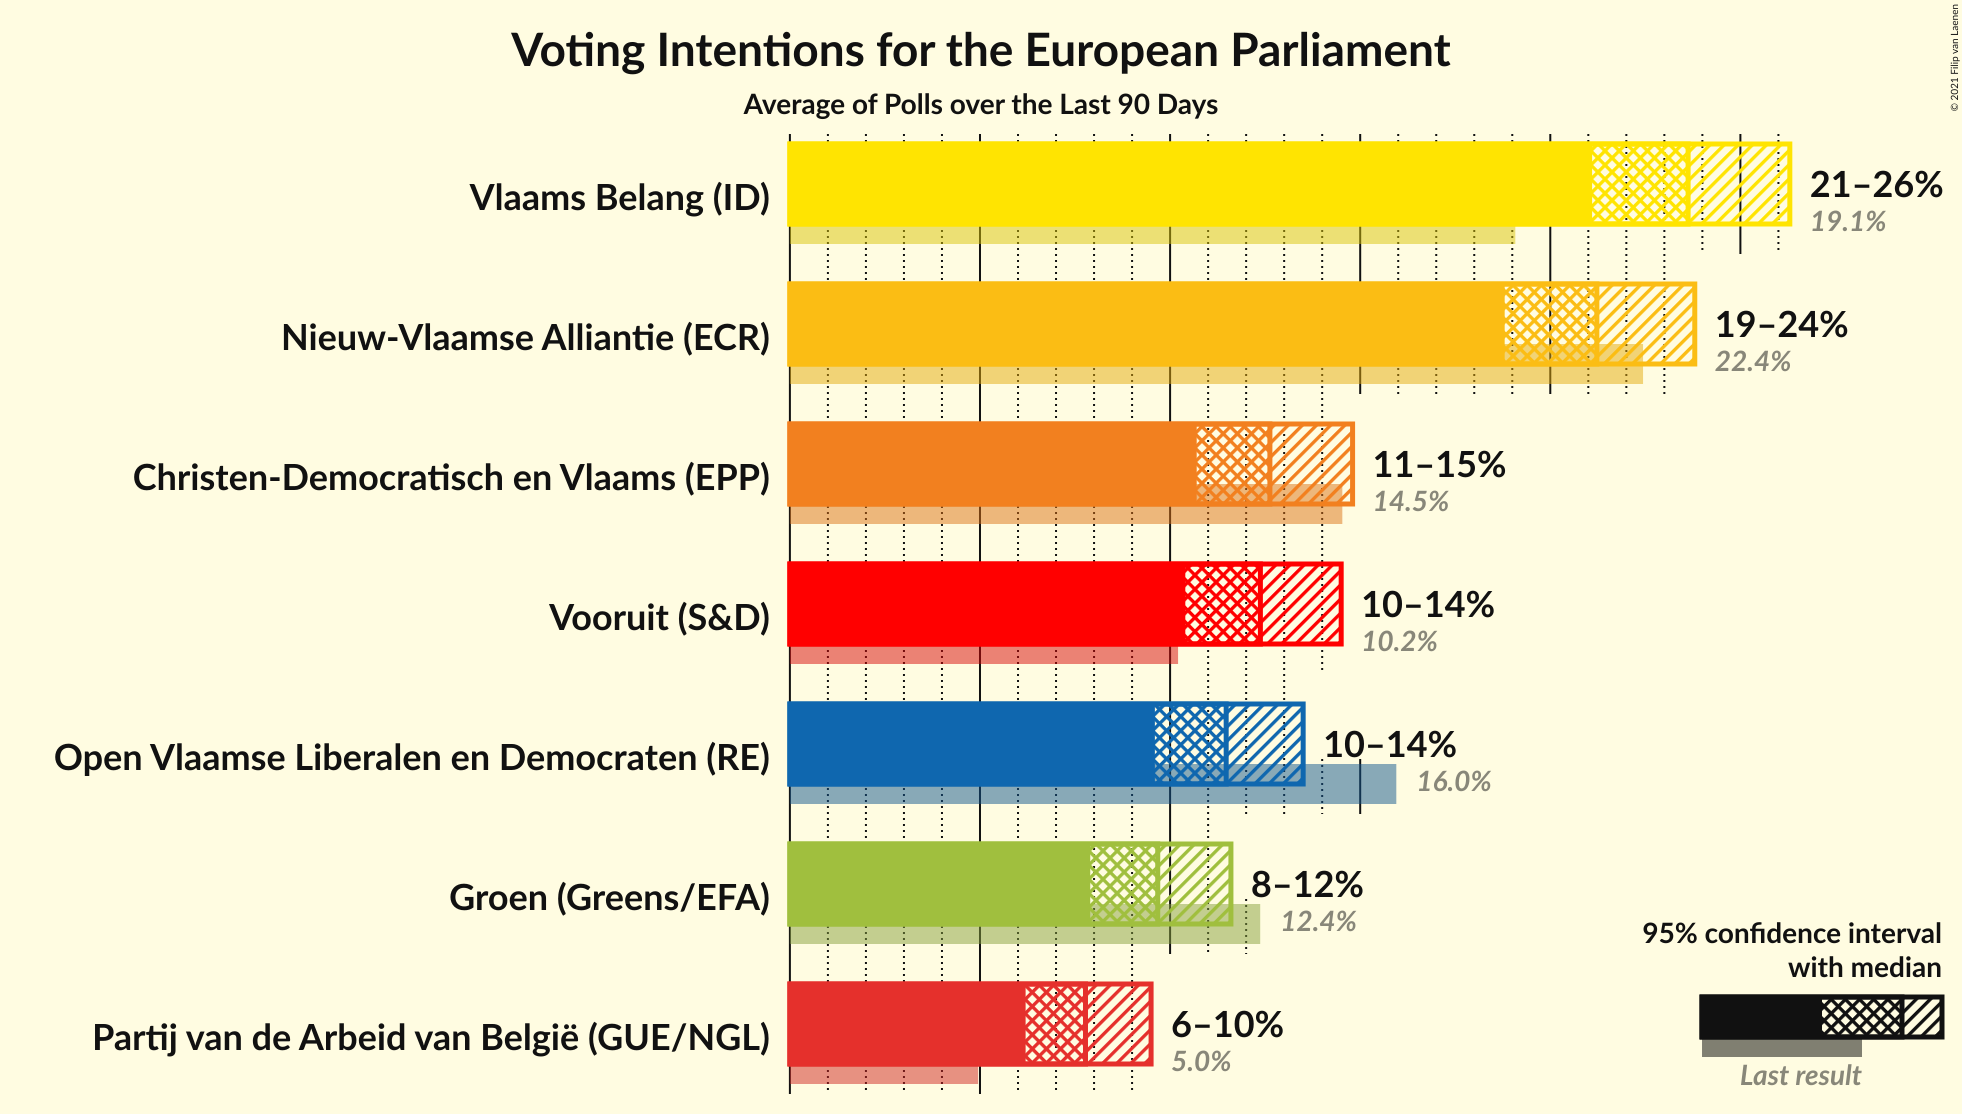 Voting Intentions for the European Parliament
Average of Polls over the Last 90 Days
© 2021 Filip van Laenen
Vlaams Belang (ID)
21–26%
19.1%
Nieuw-Vlaamse Alliantie (ECR)
19–24%
22.4%
Christen-Democratisch en Vlaams (EPP)
11–15%
14.5%
Vooruit (S&D)
10–14%
10.2%
Open Vlaamse Liberalen en Democraten (RE)
10–14%
16.0%
Groen (Greens/EFA)
8–12%
12.4%
Partij van de Arbeid van België (GUE/NGL)
6–10%
5.0%
95% confidence interval
with median
Last result